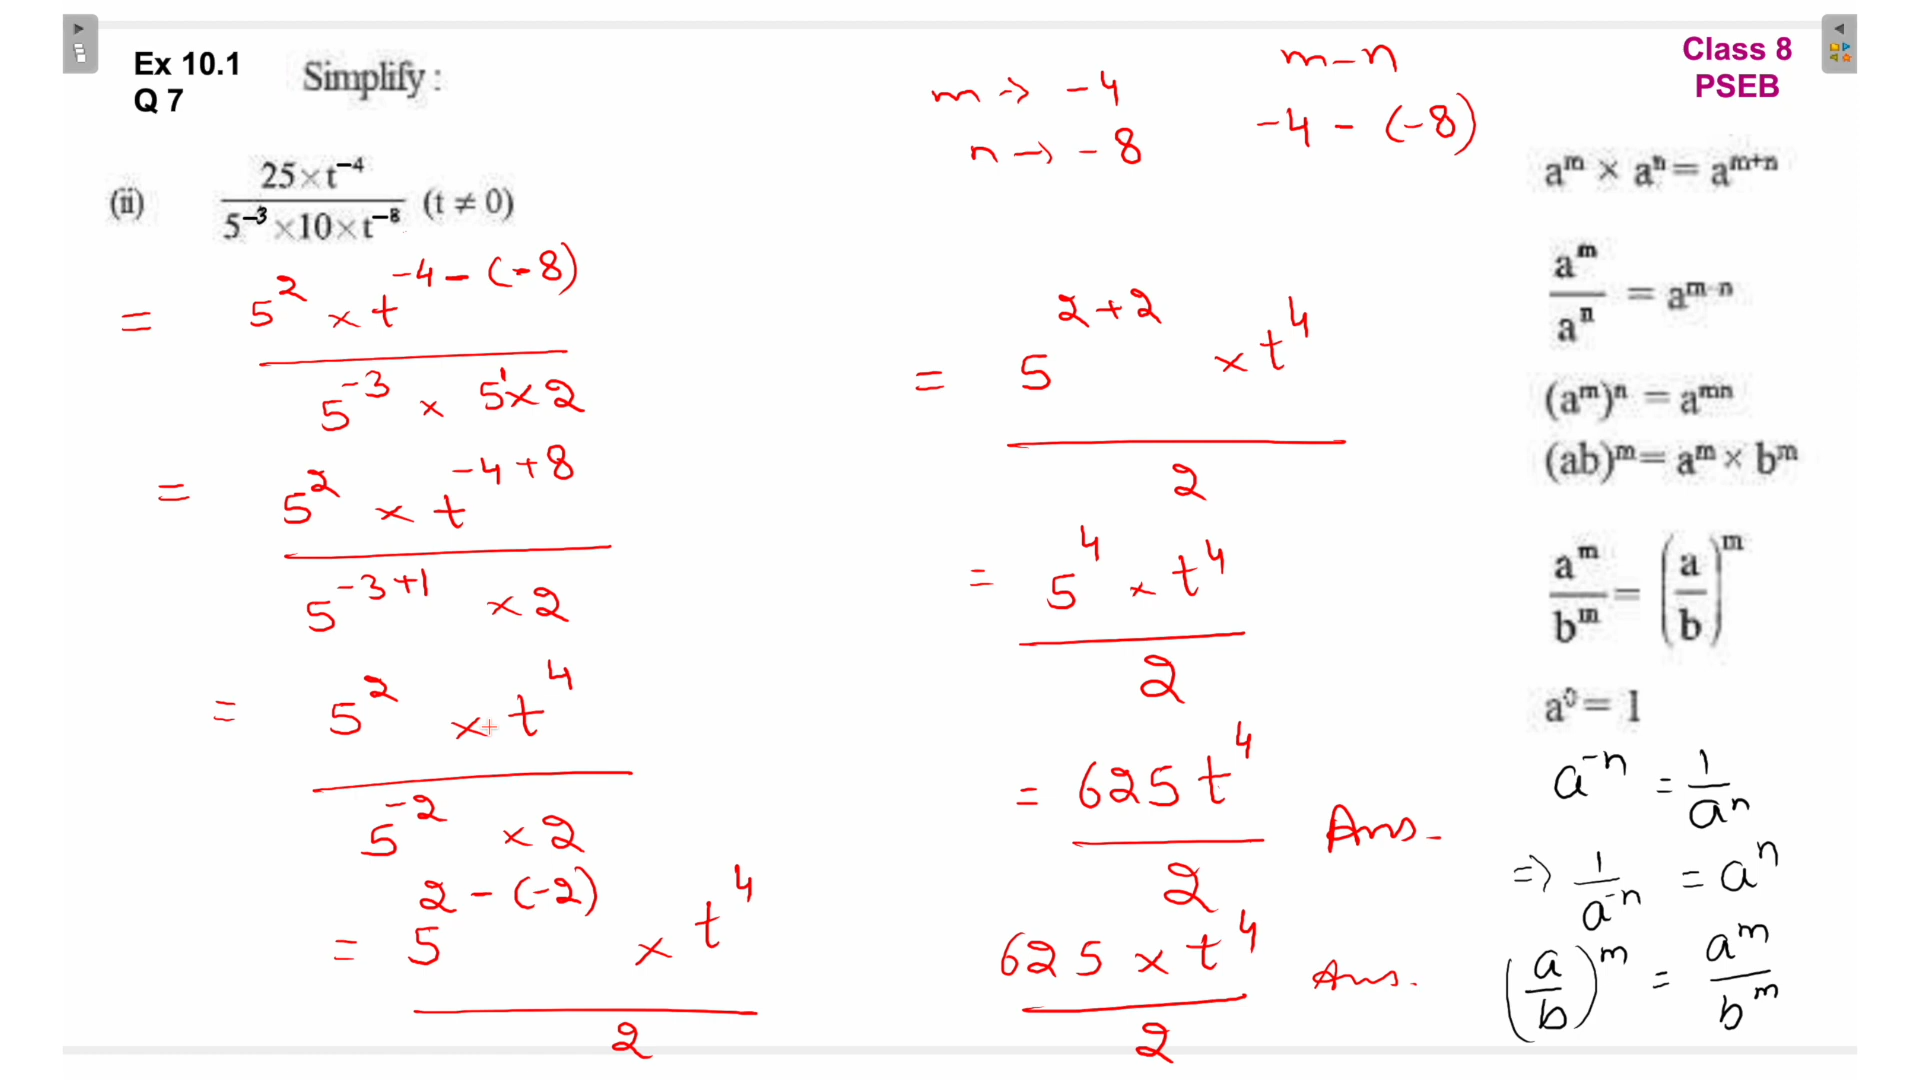 Ex 10.1
Q 7
Simplify :
(ii) 25×t⁻⁴ / 5⁻³×10×t⁻⁸ (t ≠ 0)
= 5² × t^(-4-(-8)) / 5⁻³ × 5¹×2
= 5² × t^(-4+8) / 5^(-3+1) × 2
= 5² × t⁴ / 5⁻² × 2
= 5^(2-(-2)) × t⁴ / 2
m → -4
n → -8
m-n
-4 - (-8)
= 5^(2+2) × t⁴ / 2
= 5⁴ × t⁴ / 2
= 625 t⁴ / 2 Ans.
625 × t⁴ / 2 Ans.
Class 8
PSEB
aᵐ × aⁿ = aᵐ⁺ⁿ
aᵐ / aⁿ = aᵐ⁻ⁿ
(aᵐ)ⁿ = aᵐⁿ
(ab)ᵐ = aᵐ × bᵐ
aᵐ / bᵐ = (a/b)ᵐ
a⁰ = 1
a⁻ⁿ = 1 / aⁿ
⇒ 1 / a⁻ⁿ = aⁿ
(a/b)ᵐ = aᵐ / bᵐ